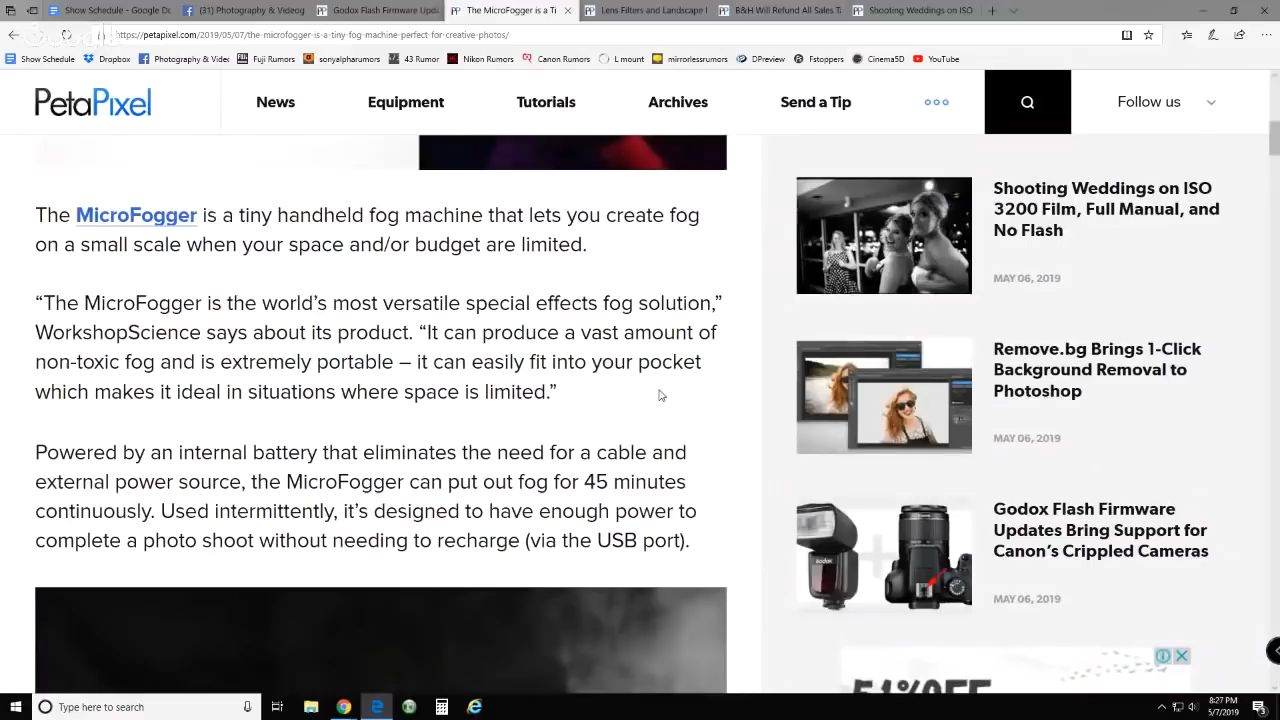 Show Schedule - Google Do
(31) Photography & Videog
Godox Flash Firmware Upda
The MicroFogger is a Ti
Lens Filters and Landscape I
B&H Will Refund All Sales Ta
Shooting Weddings on ISO
https://petapixel.com/2019/05/07/the-microfogger-is-a-tiny-fog-machine-perfect-for-creative-photos/
Show Schedule
Dropbox
Photography & Videc
Fuji Rumors
sonyalpharumors
43 Rumor
Nikon Rumors
Canon Rumors
L mount
mirrorlessrumors
DPreview
Fstoppers
Cinema5D
YouTube
PetaPixel
News
Equipment
Tutorials
Archives
Send a Tip
Follow us
The MicroFogger is a tiny handheld fog machine that lets you create fog
on a small scale when your space and/or budget are limited.
“The MicroFogger is the world’s most versatile special effects fog solution,”
WorkshopScience says about its product. “It can produce a vast amount of
non-toxic fog and is extremely portable – it can easily fit into your pocket
which makes it ideal in situations where space is limited.”
Powered by an internal battery that eliminates the need for a cable and
external power source, the MicroFogger can put out fog for 45 minutes
continuously. Used intermittently, it’s designed to have enough power to
complete a photo shoot without needing to recharge (via the USB port).
Shooting Weddings on ISO
3200 Film, Full Manual, and
No Flash
MAY 06, 2019
Remove.bg Brings 1-Click
Background Removal to
Photoshop
MAY 06, 2019
Godox Flash Firmware
Updates Bring Support for
Canon’s Crippled Cameras
MAY 06, 2019
Godox
51%OFF
Type here to search
8:27 PM
5/7/2019